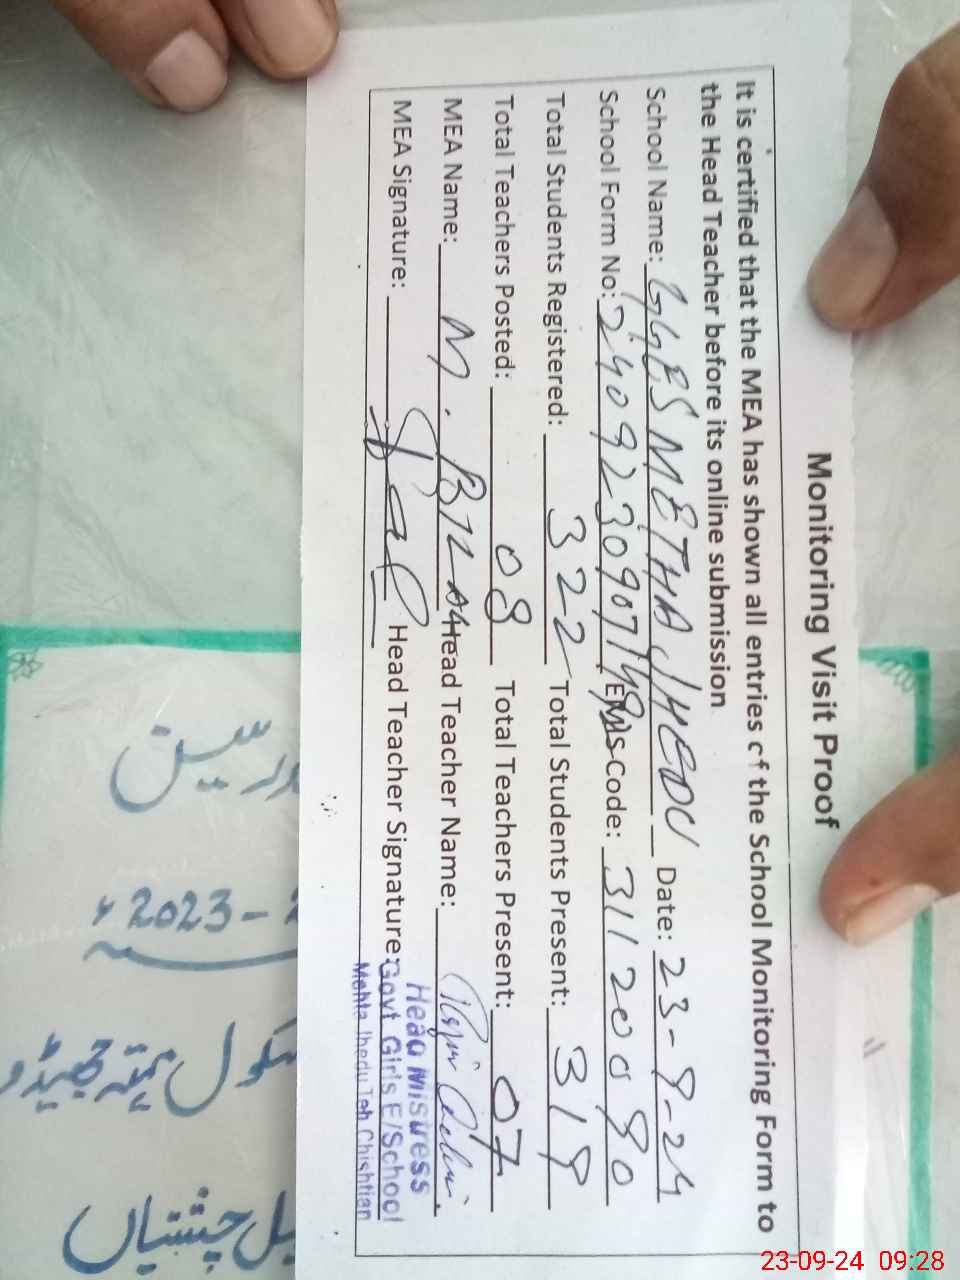 Monitoring Visit Proof
It is certified that the MEA has shown all entries of the School Monitoring Form to
the Head Teacher before its online submission
School Name: GGES METHA JHEDU Date: 23-9-24
School Form No: EMIS Code: 31120090
Total Students Registered: 322 Total Students Present: 319
Total Teachers Posted: 08 Total Teachers Present: 07
MEA Name: M. BILAL Head Teacher Name:
MEA Signature: Head Teacher Signature:
Head Mistress
Govt Girls E/School
Mehta Jhedu Teh Chishtian
2023-
چشتیاں
23-09-24 09:28